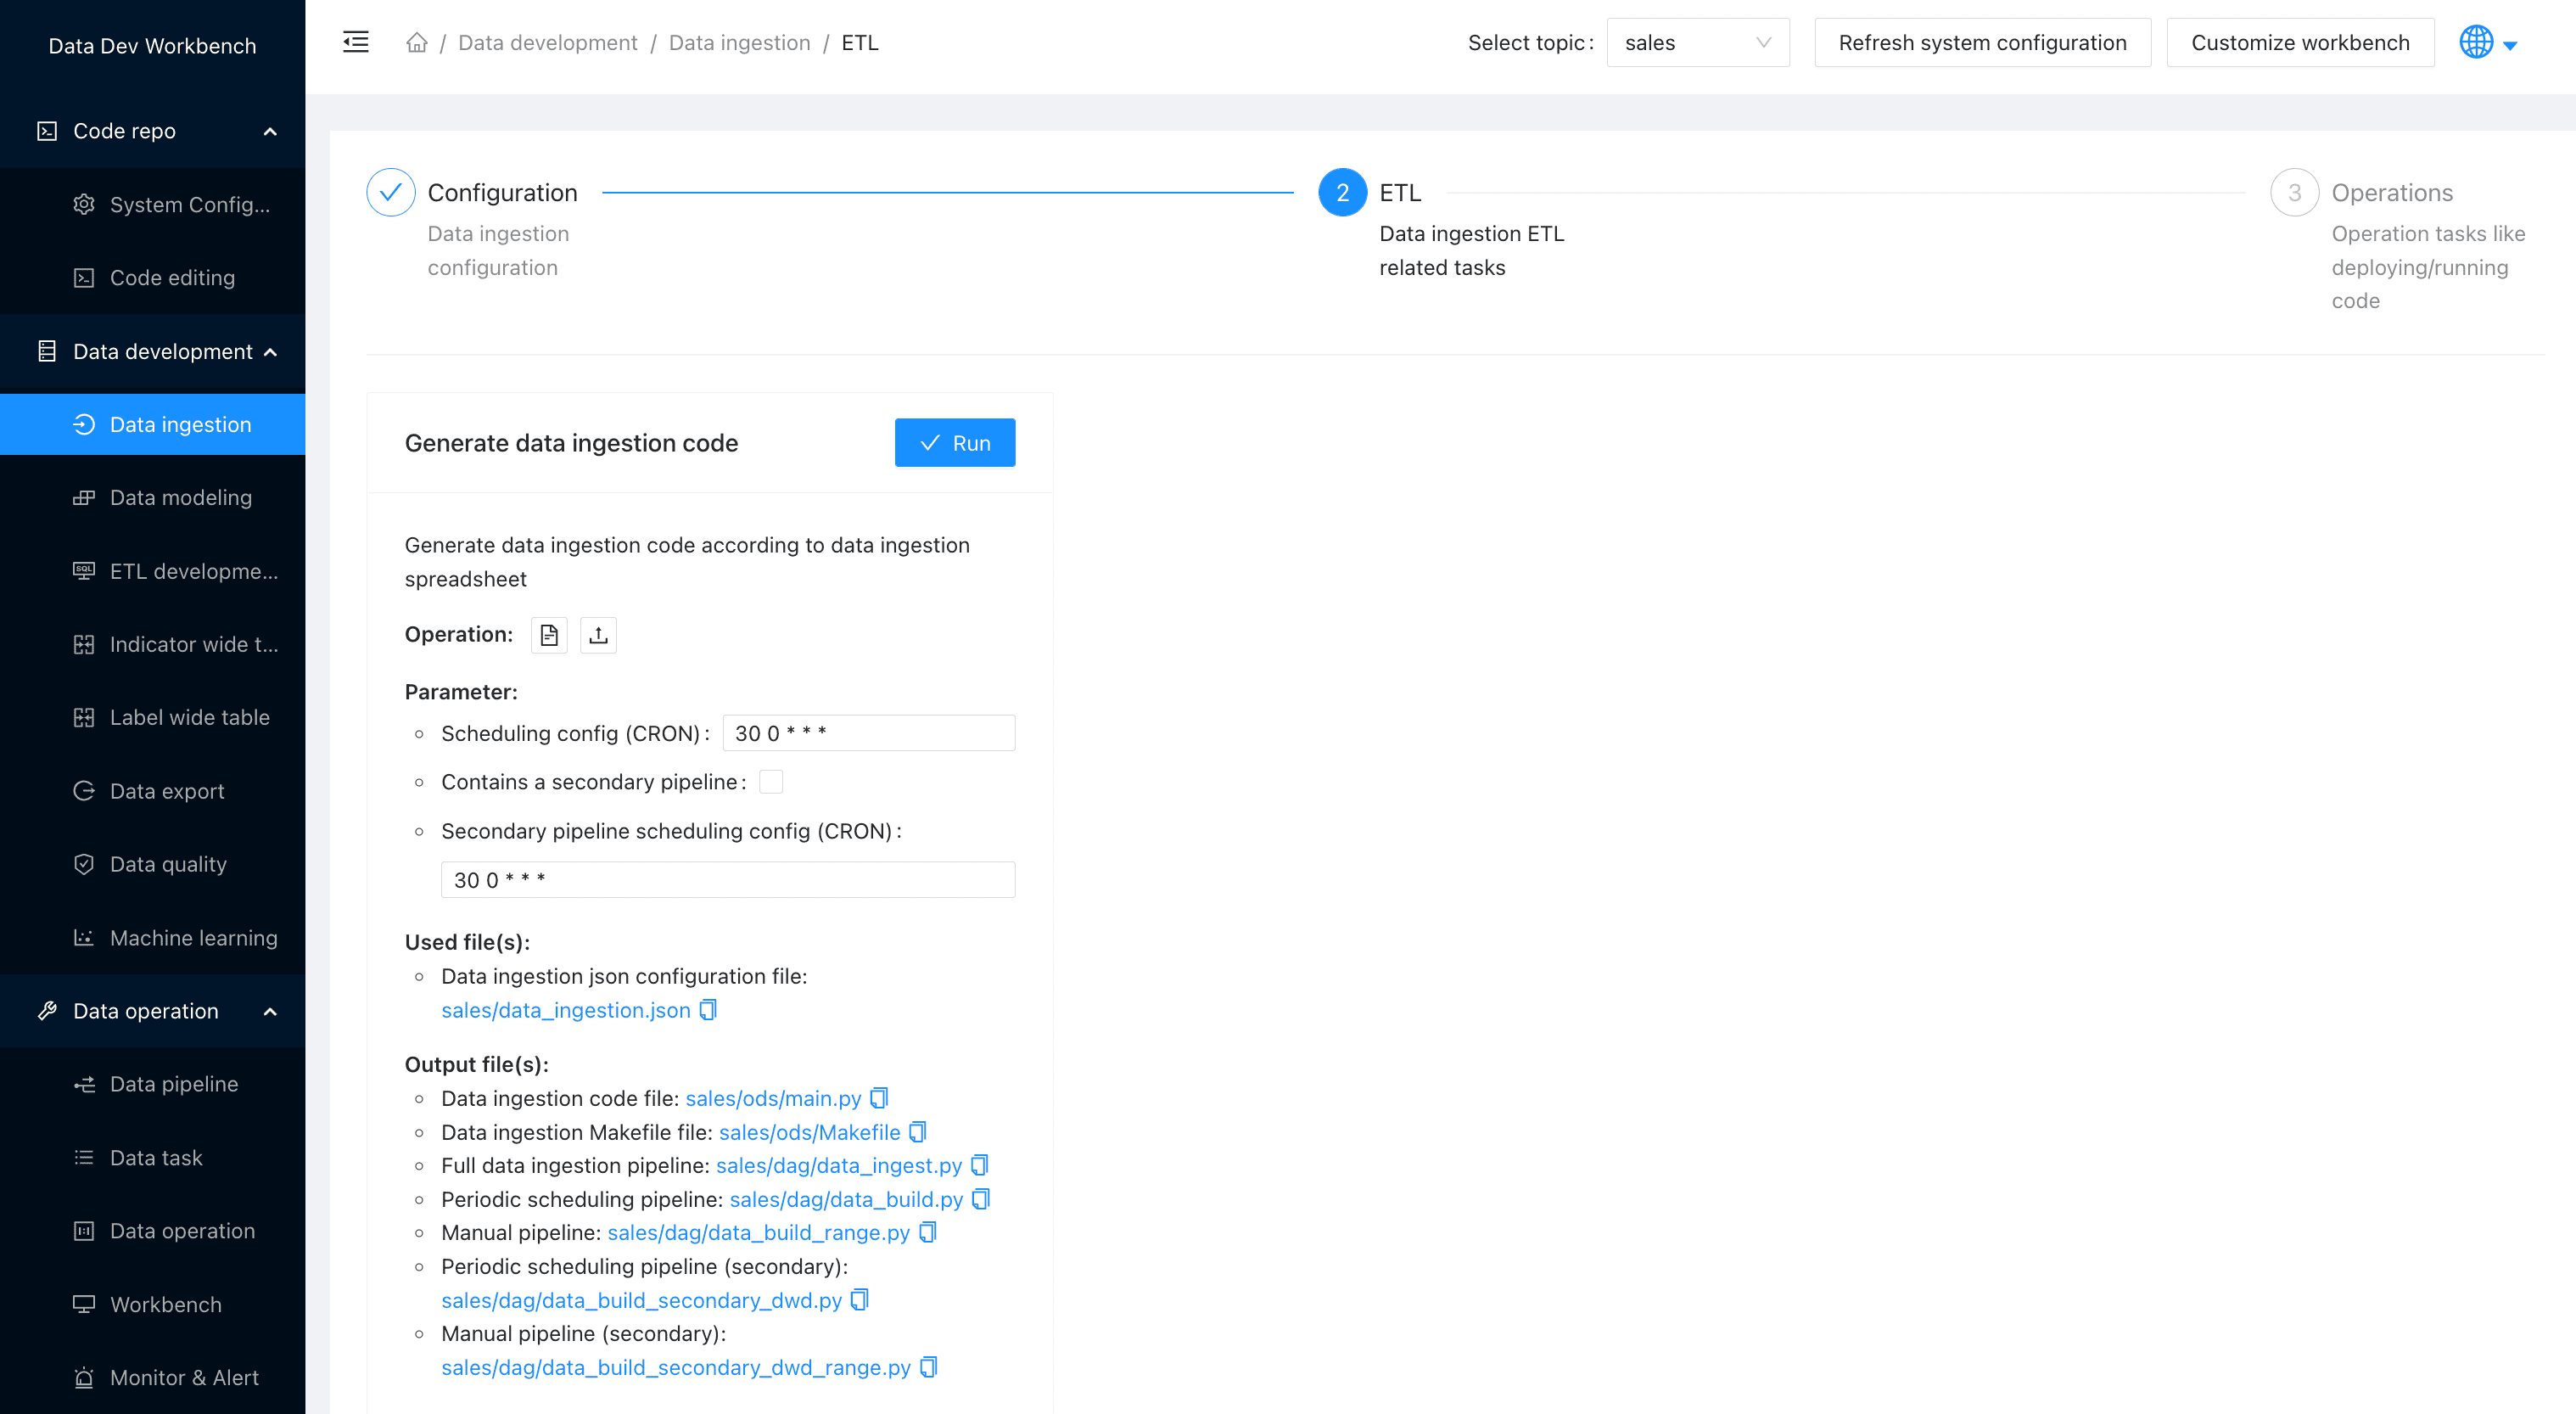 Data Dev Workbench
Code repo
System Config...
Code editing
Data development
Data ingestion
Data modeling
ETL developme...
Indicator wide t...
Label wide table
Data export
Data quality
Machine learning
Data operation
Data pipeline
Data task
Data operation
Workbench
Monitor & Alert
/ Data development / Data ingestion / ETL
Select topic: sales
Refresh system configuration
Customize workbench
Configuration
Data ingestion
configuration
2 ETL
Data ingestion ETL
related tasks
3 Operations
Operation tasks like
deploying/running
code
Generate data ingestion code
Run
Generate data ingestion code according to data ingestion
spreadsheet
Operation:
Parameter:
Scheduling config (CRON): 30 0 * * *
Contains a secondary pipeline:
Secondary pipeline scheduling config (CRON):
30 0 * * *
Used file(s):
Data ingestion json configuration file:
sales/data_ingestion.json
Output file(s):
Data ingestion code file: sales/ods/main.py
Data ingestion Makefile file: sales/ods/Makefile
Full data ingestion pipeline: sales/dag/data_ingest.py
Periodic scheduling pipeline: sales/dag/data_build.py
Manual pipeline: sales/dag/data_build_range.py
Periodic scheduling pipeline (secondary):
sales/dag/data_build_secondary_dwd.py
Manual pipeline (secondary):
sales/dag/data_build_secondary_dwd_range.py